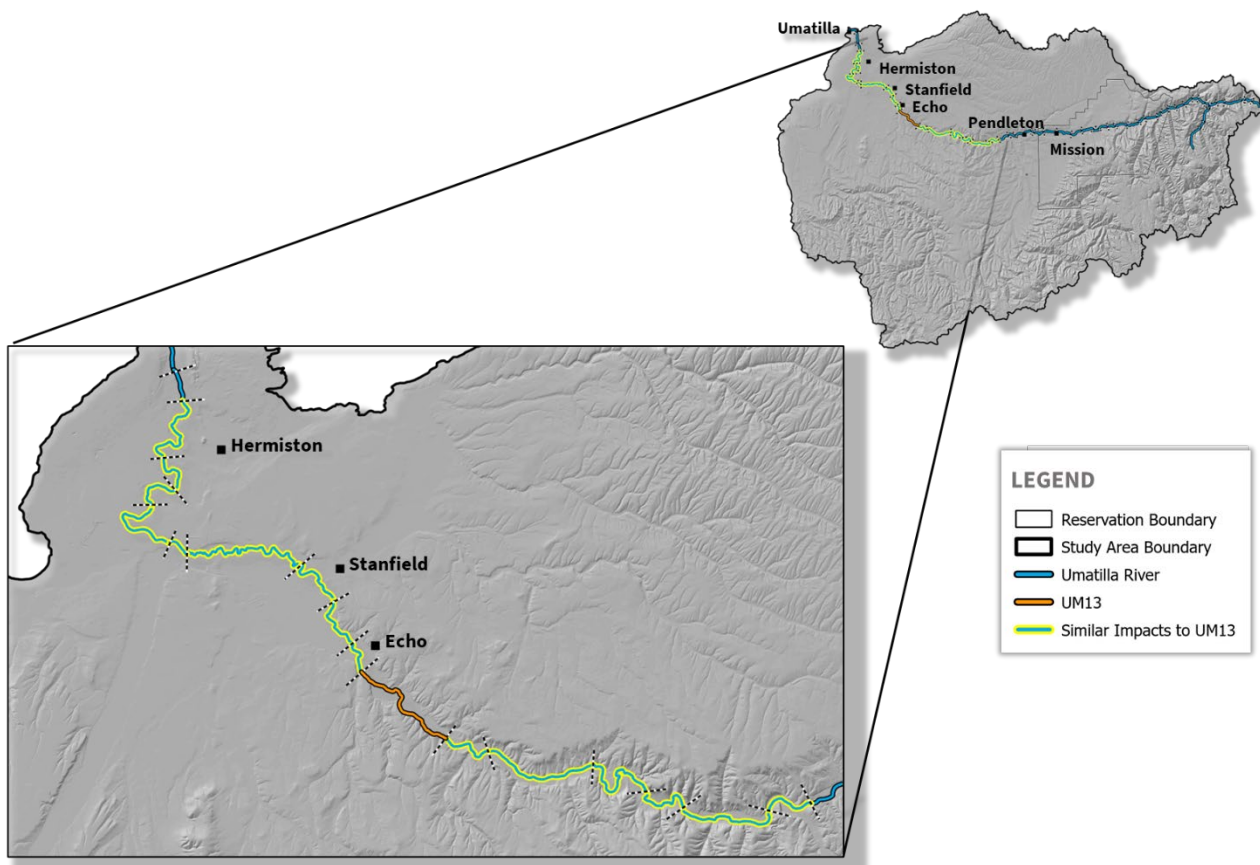 Umatilla
Hermiston
Stanfield
Echo
Pendleton
Mission
Hermiston
Stanfield
Echo
LEGEND
Reservation Boundary
Study Area Boundary
Umatilla River
UM13
Similar Impacts to UM13